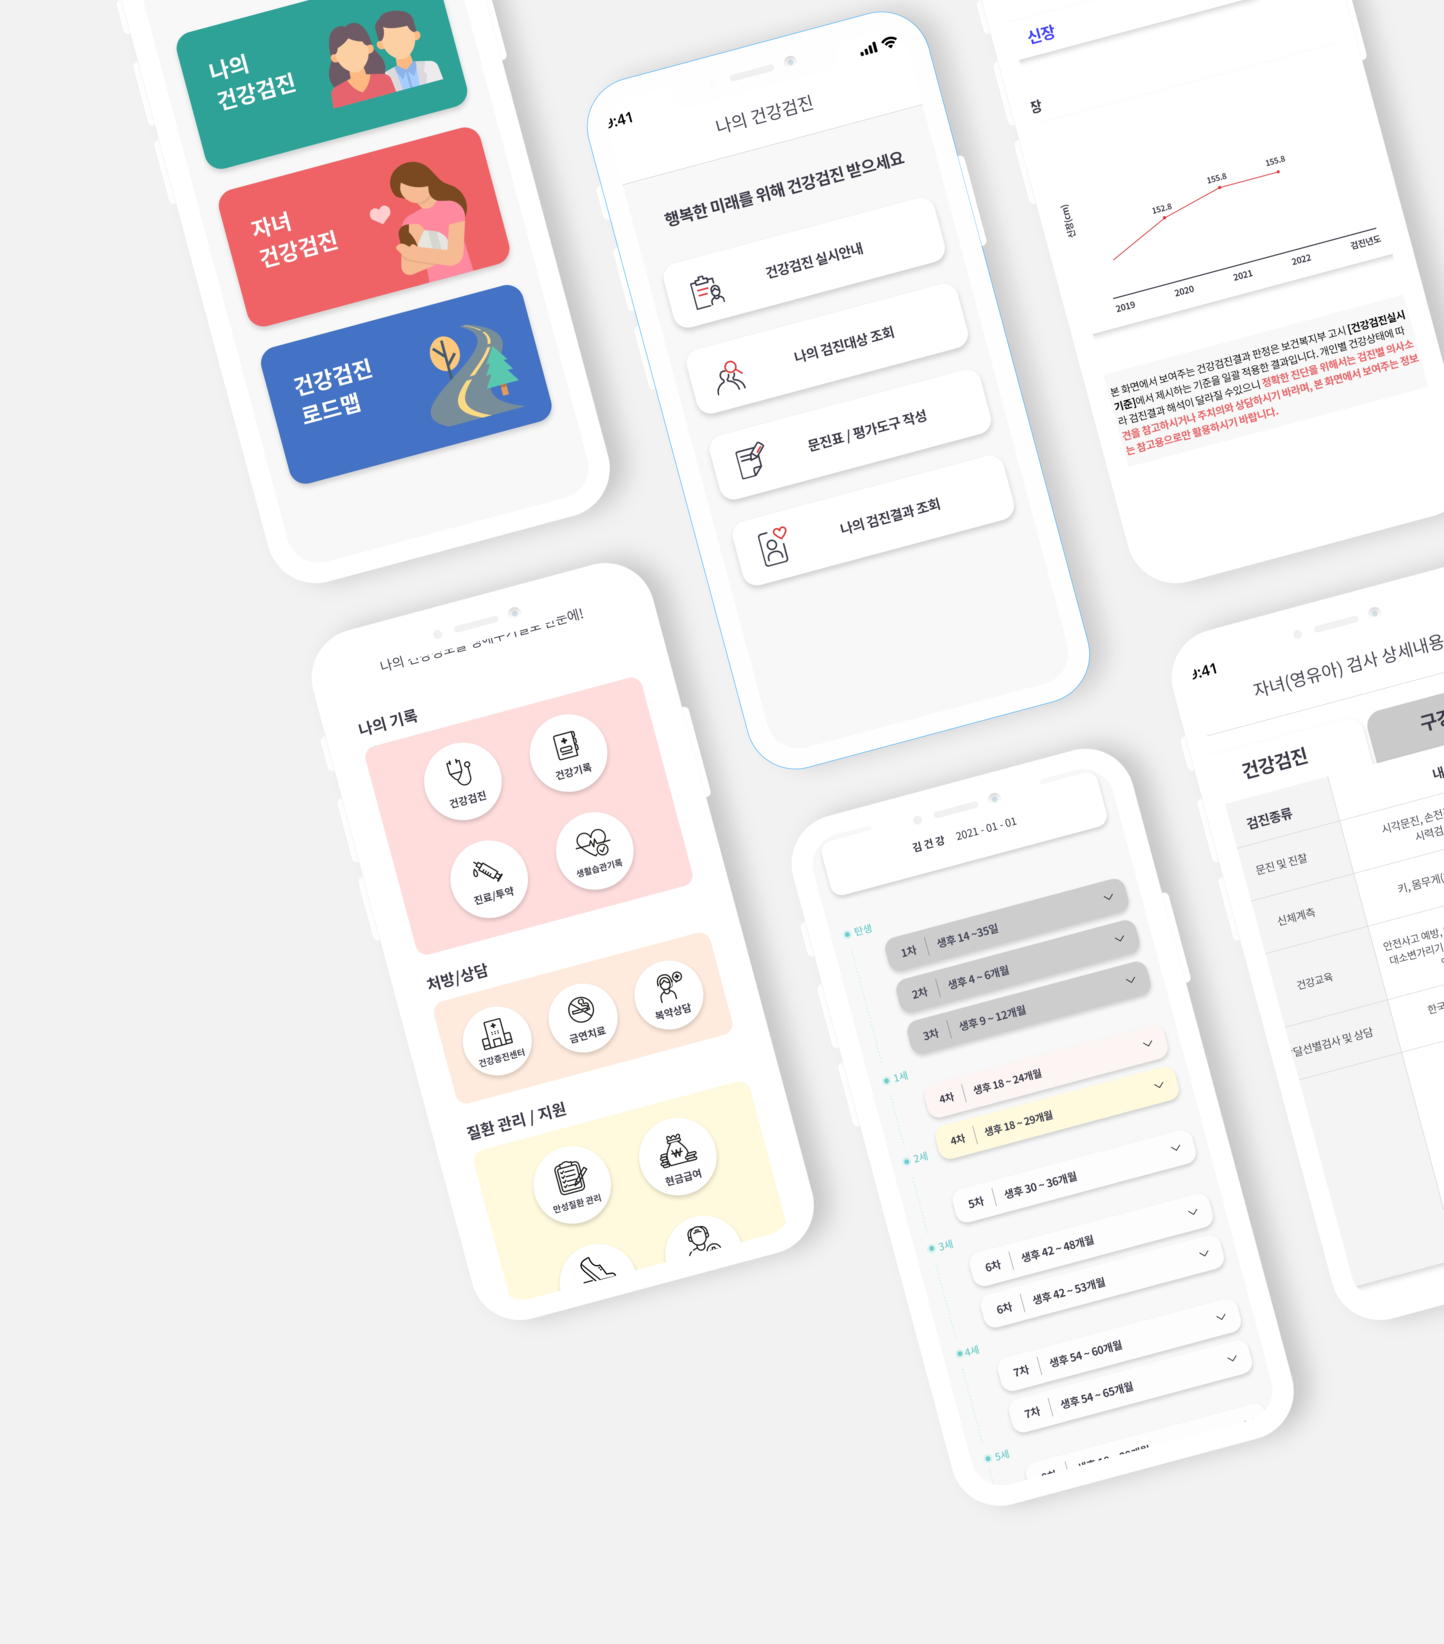 나의
건강검진
자녀
건강검진
건강검진
로드맵
9:41
나의 건강검진
행복한 미래를 위해 건강검진 받으세요
건강검진 실시안내
나의 검진대상 조회
문진표 / 평가도구 작성
나의 검진결과 조회
신장
장
신장(cm)
152.8
155.8
155.8
2019
2020
2021
2022
검진년도
본 화면에서 보여주는 건강검진결과 판정은 보건복지부 고시 [건강검진실시
기준]에서 제시하는 기준을 일괄 적용한 결과입니다. 개인별 건강상태에 따
라 검진결과 해석이 달라질 수있으니 정확한 진단을 위해서는 검진별 의사소
견을 참고하시거나 주치의와 상담하시기 바라며, 본 화면에서 보여주는 정보
는 참고용으로만 활용하시기 바랍니다.
나의
한눈에!
나의 기록
건강검진
건강기록
진료/투약
생활습관기록
처방/상담
건강증진센터
금연치료
복약상담
질환 관리 / 지원
만성질환 관리
현금급여
김 건 강 2021 - 01 - 01
탄생
1차 생후 14 ~35일
2차 생후 4 ~ 6개월
3차 생후 9 ~ 12개월
1세
4차 생후 18 ~ 24개월
4차 생후 18 ~ 29개월
2세
5차 생후 30 ~ 36개월
3세
6차 생후 42 ~ 48개월
6차 생후 42 ~ 53개월
4세
7차 생후 54 ~ 60개월
7차 생후 54 ~ 65개월
5세
9:41
자녀(영유아) 검사 상세내용
건강검진
구강
검진종류
내
문진 및 진찰
시각문진, 손전
시력검
신체계측
키, 몸무게(
건강교육
안전사고 예방,
대소변가리기
달선별검사 및 상담
한국